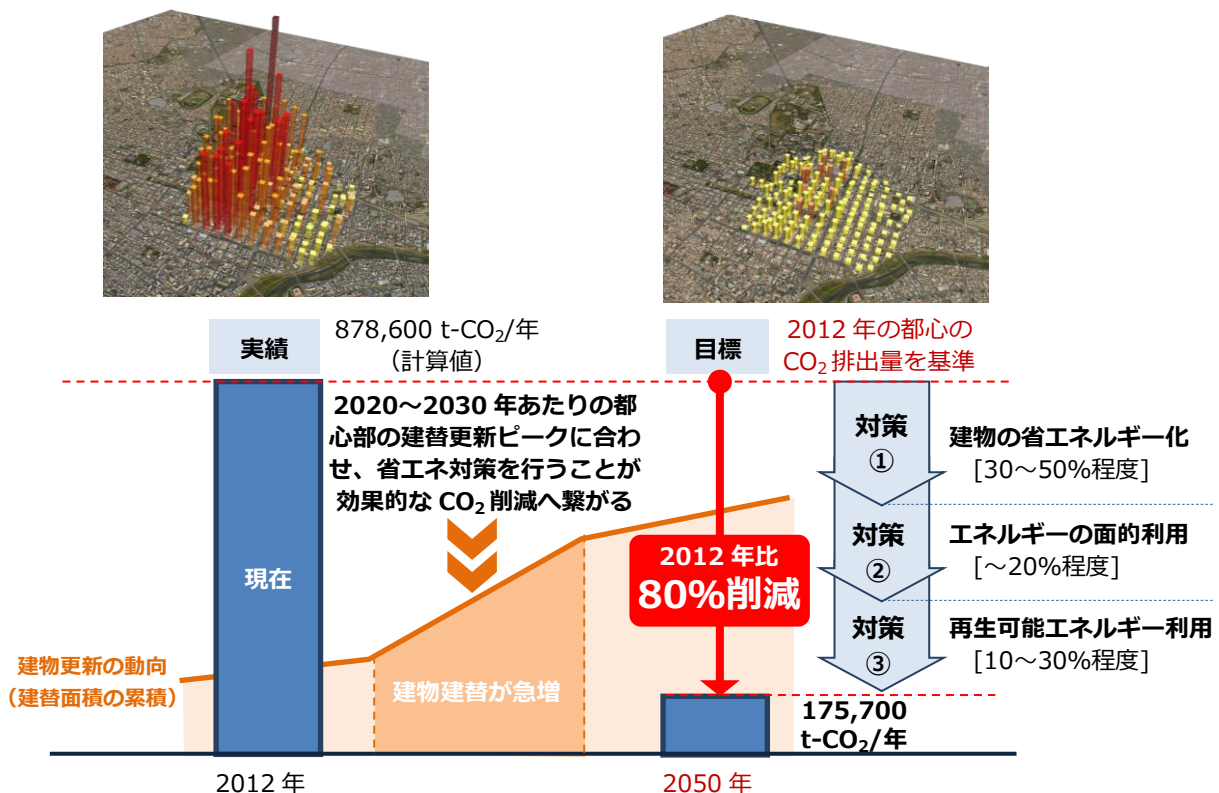 実績
878,600 t-CO₂/年
（計算値）
目標
2012 年の都心の
CO₂ 排出量を基準
2020～2030 年あたりの都
心部の建替更新ピークに合わ
せ、省エネ対策を行うことが
効果的な CO₂ 削減へ繋がる
対策
①
建物の省エネルギー化
[30～50%程度]
現在
2012 年比
80%削減
対策
②
エネルギーの面的利用
[～20%程度]
対策
③
再生可能エネルギー利用
[10～30%程度]
建物更新の動向
（建替面積の累積）
建物建替が急増
175,700
t-CO₂/年
2012 年
2050 年